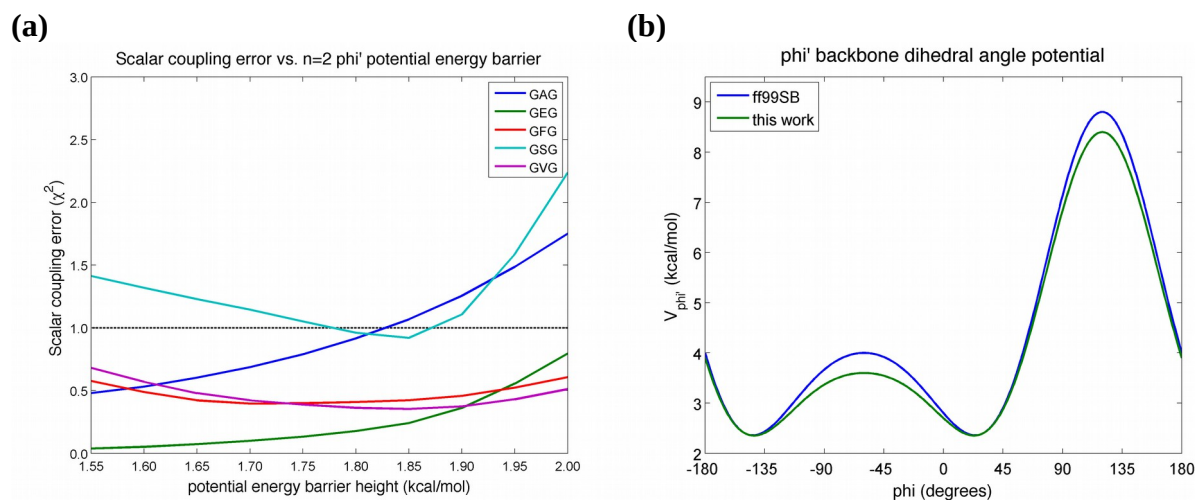 (a)
Scalar coupling error vs. n=2 phi' potential energy barrier
3.0
2.5
2.0
1.5
1.0
0.5
0.0
Scalar coupling error (χ²)
GAG
GEG
GFG
GSG
GVG
1.55 1.60 1.65 1.70 1.75 1.80 1.85 1.90 1.95 2.00
potential energy barrier height (kcal/mol)
(b)
phi' backbone dihedral angle potential
9
8
7
6
5
4
3
2
V_phi' (kcal/mol)
ff99SB
this work
-180 -135 -90 -45 0 45 90 135 180
phi (degrees)